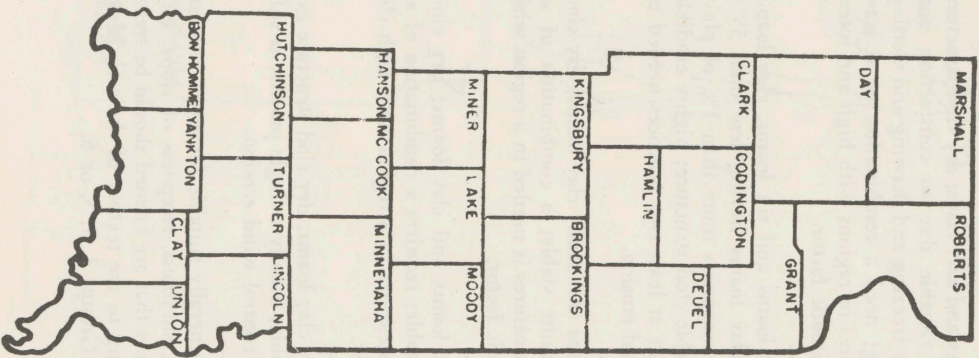 MARSHALL ROBERTS
DAY
GRANT
CLARK CODINGTON
DEUEL
HAMLIN
KINGSBURY BROOKINGS
MINER LAKE MOODY
HANSON MC COOK MINNEHAHA
HUTCHINSON TURNER LINCOLN
BON HOMME YANKTON CLAY UNION